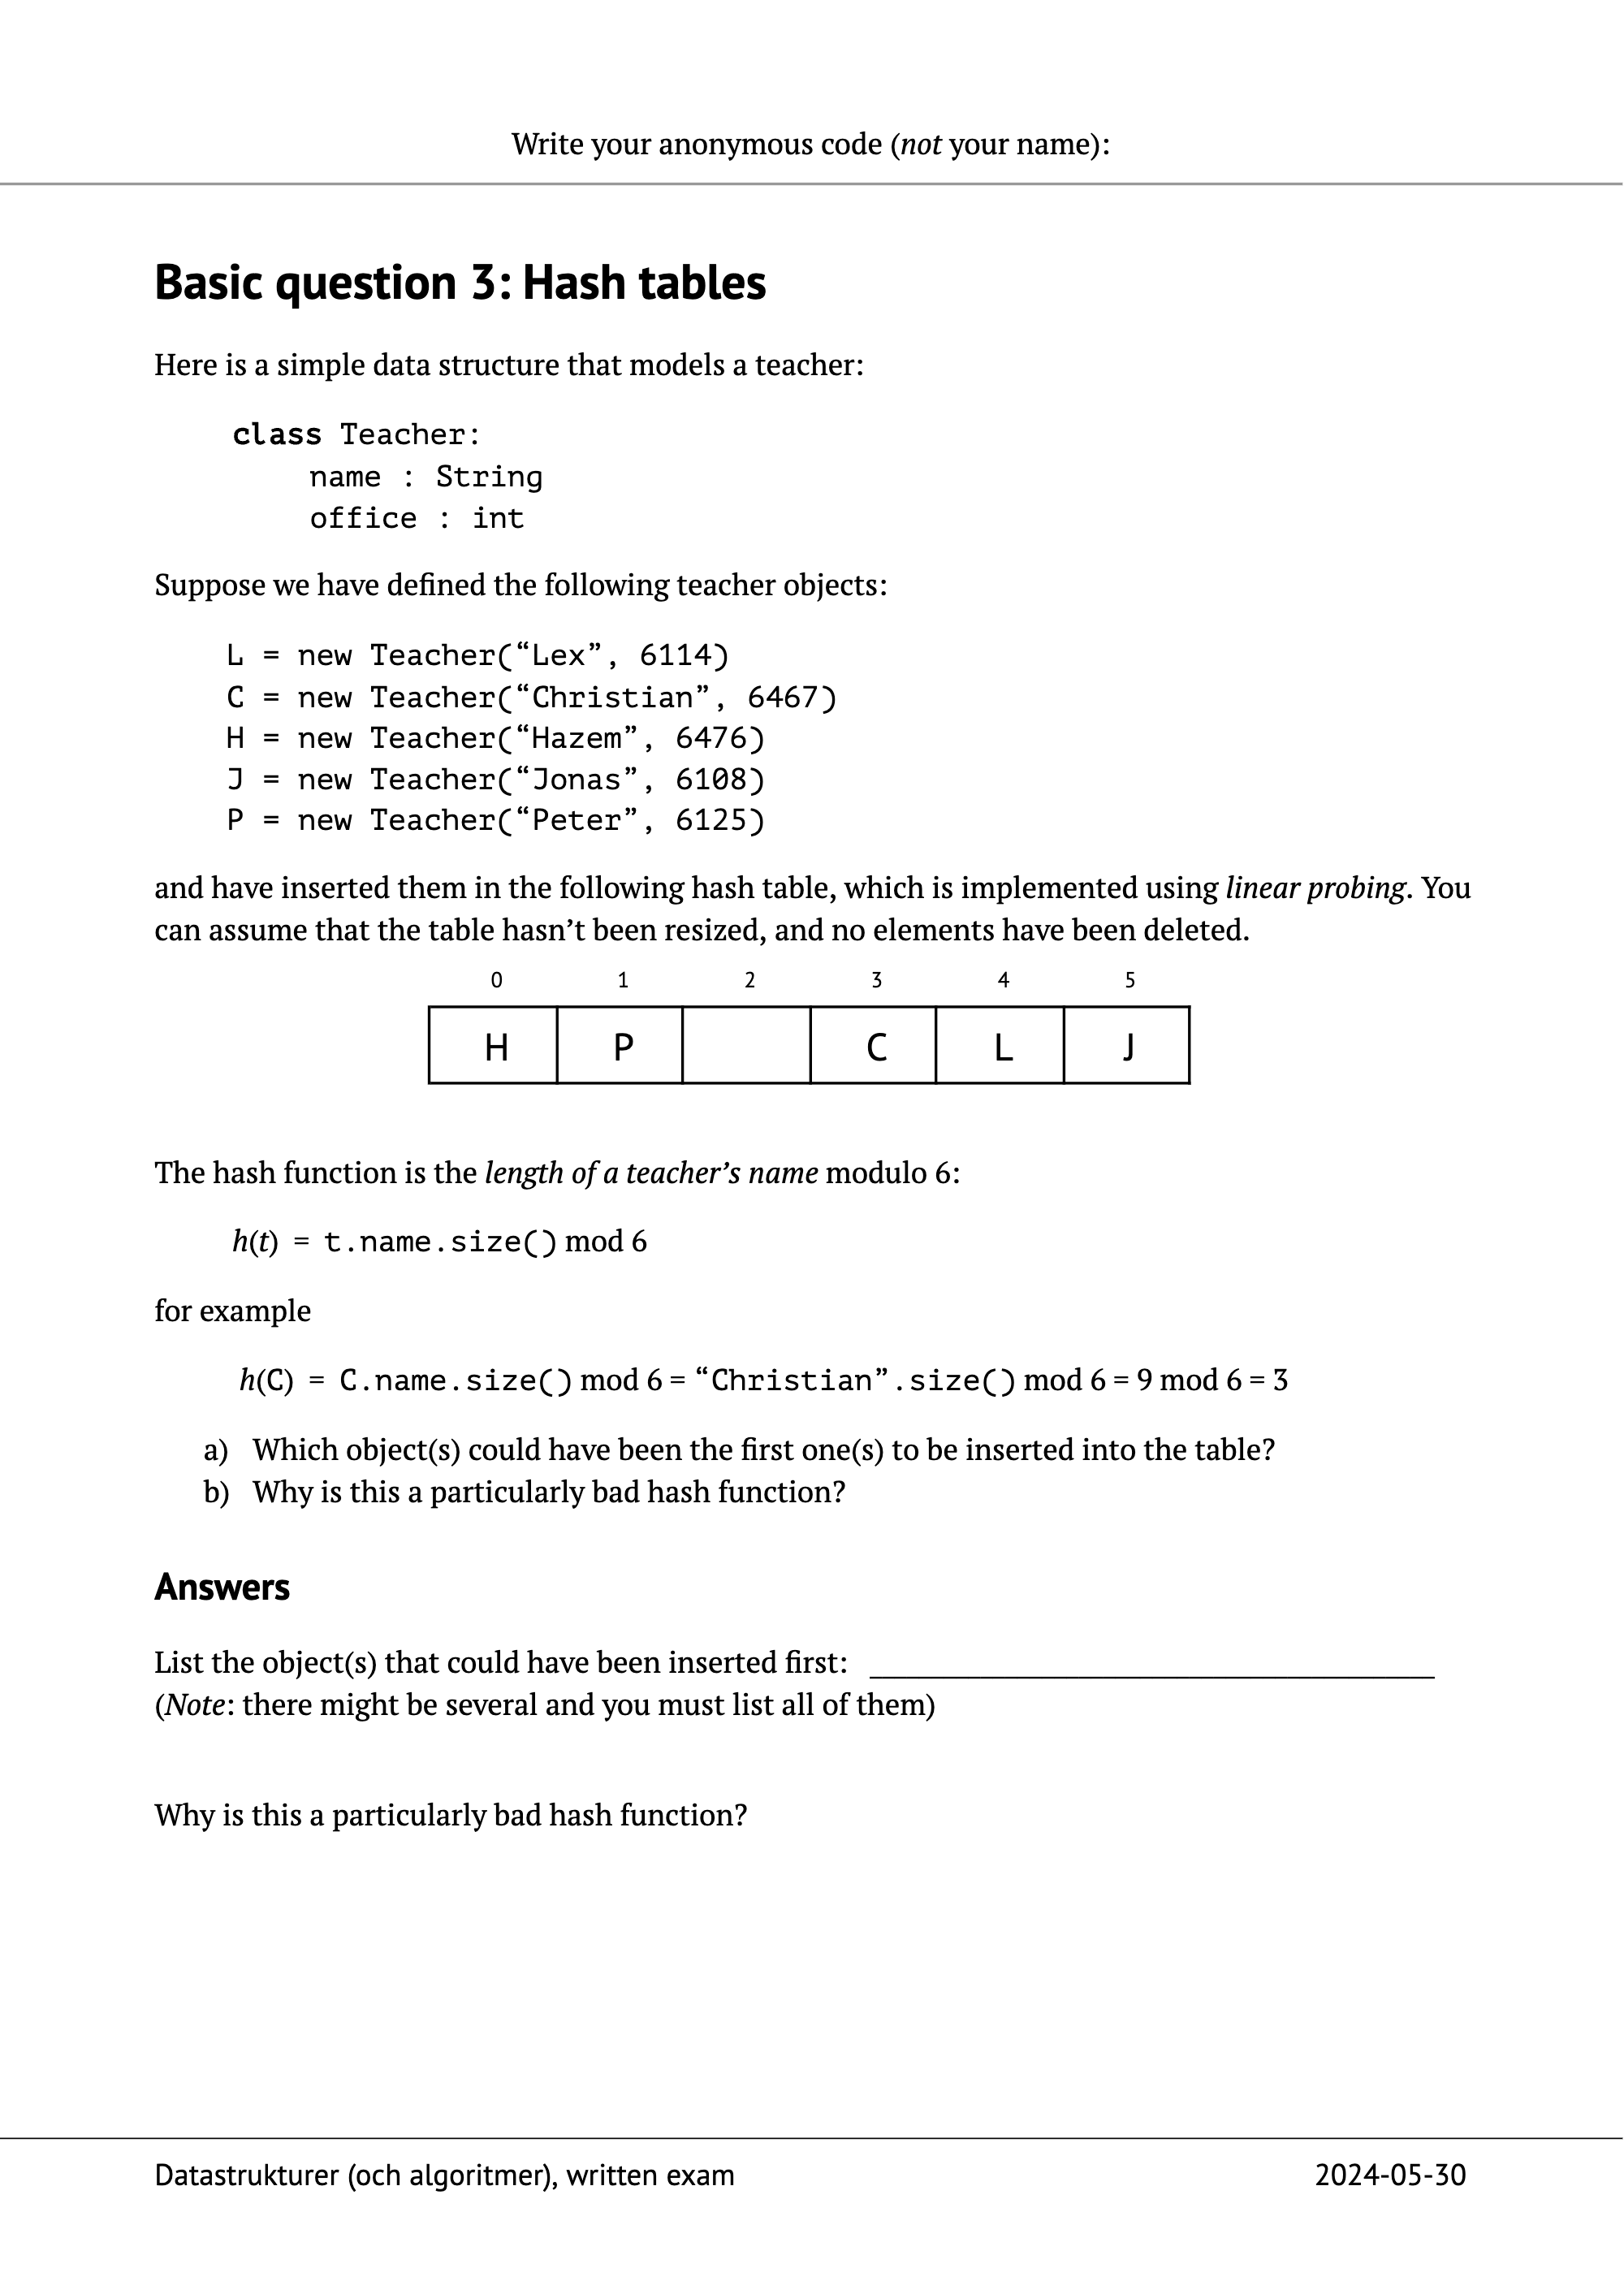 Write your anonymous code (not your name):
Basic question 3: Hash tables
Here is a simple data structure that models a teacher:
class Teacher:
name : String
office : int
Suppose we have defined the following teacher objects:
L = new Teacher(“Lex”, 6114)
C = new Teacher(“Christian”, 6467)
H = new Teacher(“Hazem”, 6476)
J = new Teacher(“Jonas”, 6108)
P = new Teacher(“Peter”, 6125)
and have inserted them in the following hash table, which is implemented using linear probing. You
can assume that the table hasn’t been resized, and no elements have been deleted.
0 1 2 3 4 5
H P C L J
The hash function is the length of a teacher’s name modulo 6:
h(t) = t.name.size() mod 6
for example
h(C) = C.name.size() mod 6 = “Christian”.size() mod 6 = 9 mod 6 = 3
a) Which object(s) could have been the first one(s) to be inserted into the table?
b) Why is this a particularly bad hash function?
Answers
List the object(s) that could have been inserted first:
(Note: there might be several and you must list all of them)
Why is this a particularly bad hash function?
Datastrukturer (och algoritmer), written exam 2024-05-30